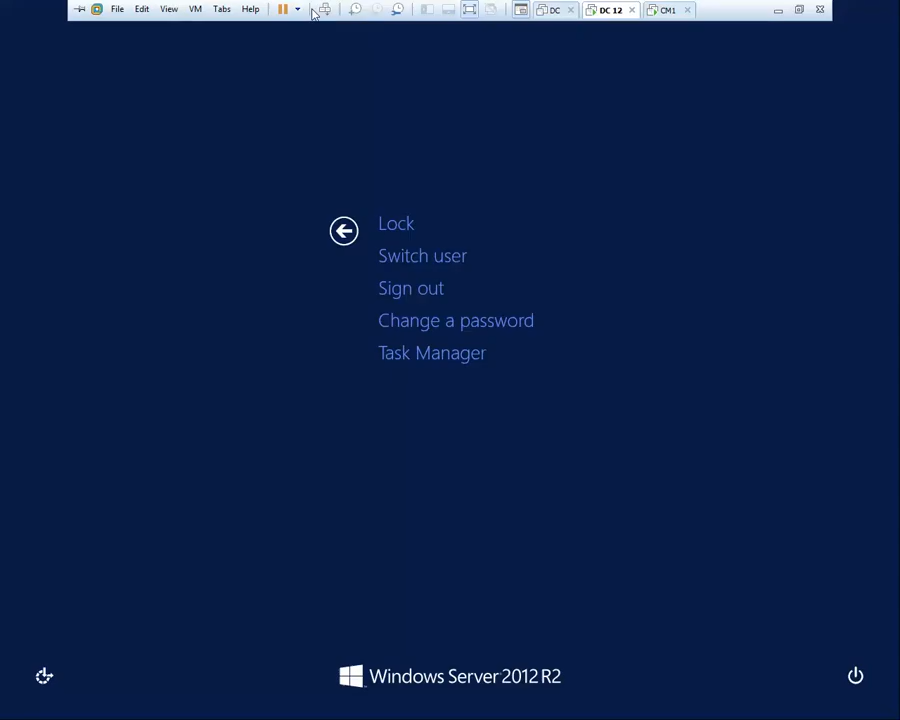 File Edit View VM Tabs Help DC DC 12 CM1
Lock
Switch user
Sign out
Change a password
Task Manager
Windows Server 2012 R2